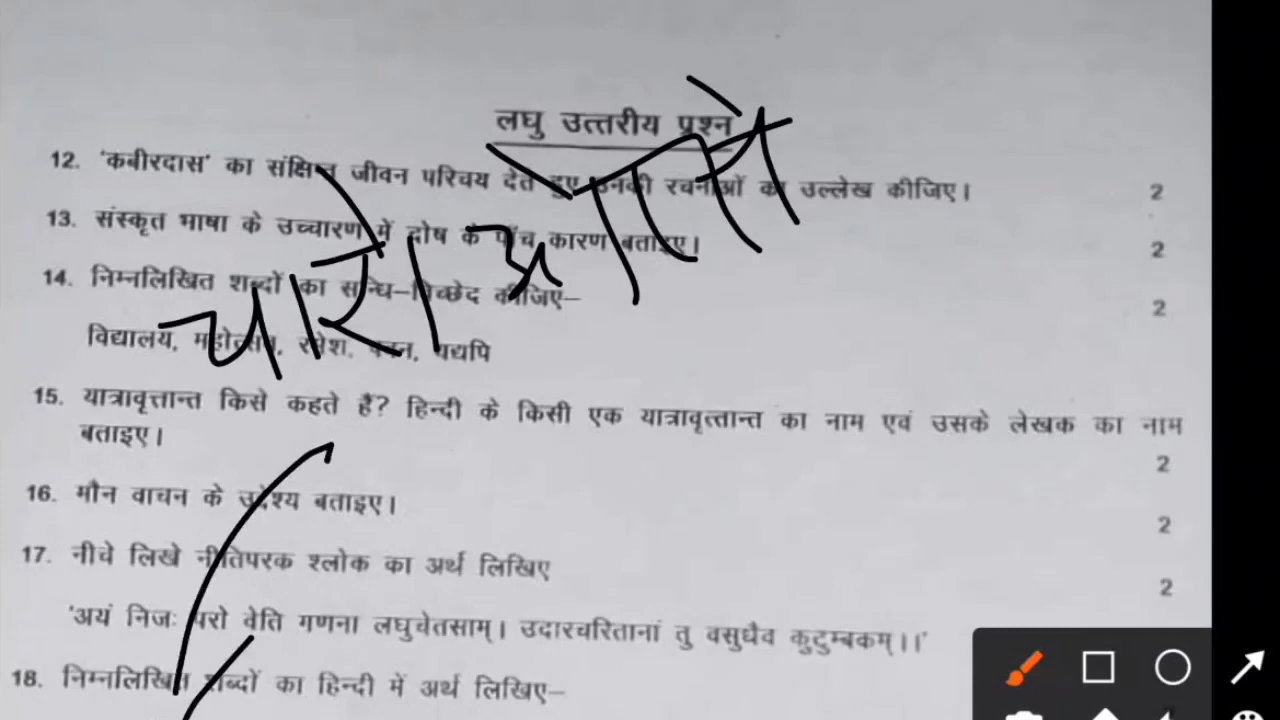 लघु उत्तरीय प्रश्न
12. 'कबीरदास' का संक्षिप्त जीवन परिचय देते हुए उनकी रचनाओं का उल्लेख कीजिए। 2
13. संस्कृत भाषा के उच्चारण में दोष के पाँच कारण बताइए। 2
14. निम्नलिखित शब्दों का सन्धि–विच्छेद कीजिए– 2
विद्यालय, महोत्सव, रमेश, यद्यपि
15. यात्रावृत्तान्त किसे कहते हैं? हिन्दी के किसी एक यात्रावृत्तान्त का नाम एवं उसके लेखक का नाम
बताइए। 2
16. मौन वाचन के उद्देश्य बताइए। 2
17. नीचे लिखे नीतिपरक श्लोक का अर्थ लिखिए 2
'अयं निजः परो वेति गणना लघुचेतसाम्। उदारचरितानां तु वसुधैव कुटुम्बकम्।।'
18. निम्नलिखित शब्दों का हिन्दी में अर्थ लिखिए–